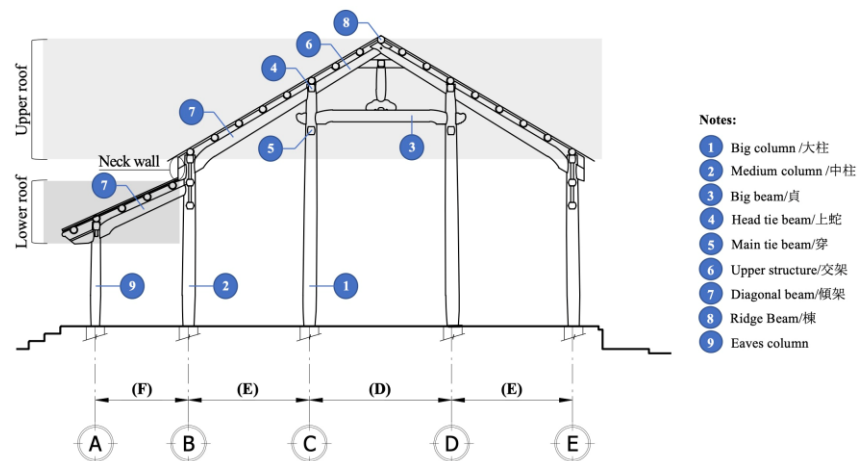 8
6
4
7
5
3
Upper roof
Neck wall
7
Lower roof
9
2
1
(F)
(E)
(D)
(E)
A
B
C
D
E
Notes:
1 Big column /大柱
2 Medium column /中柱
3 Big beam/貞
4 Head tie beam/上蛇
5 Main tie beam/穿
6 Upper structure/交架
7 Diagonal beam/傾架
8 Ridge Beam/棟
9 Eaves column